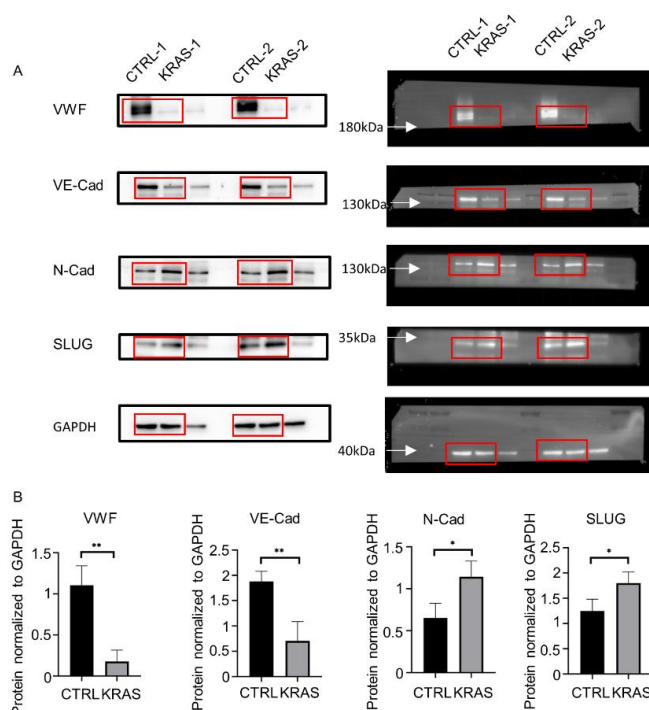 CTRL-1 KRAS-1 CTRL-2 KRAS-2 CTRL-1 KRAS-1 CTRL-2 KRAS-2
A
VWF
180kDa
VE-Cad
130kDa
N-Cad
130kDa
SLUG
35kDa
GAPDH
40kDa
B
VWF
Protein normalized to GAPDH
1.5
1
0.5
0
**
CTRL KRAS
VE-Cad
Protein normalized to GAPDH
2.5
2
1.5
1
0.5
0
**
CTRL KRAS
N-Cad
Protein normalized to GAPDH
1.5
1
0.5
0
*
CTRL KRAS
SLUG
Protein normalized to GAPDH
2.5
2
1.5
1
0.5
0
*
CTRL KRAS